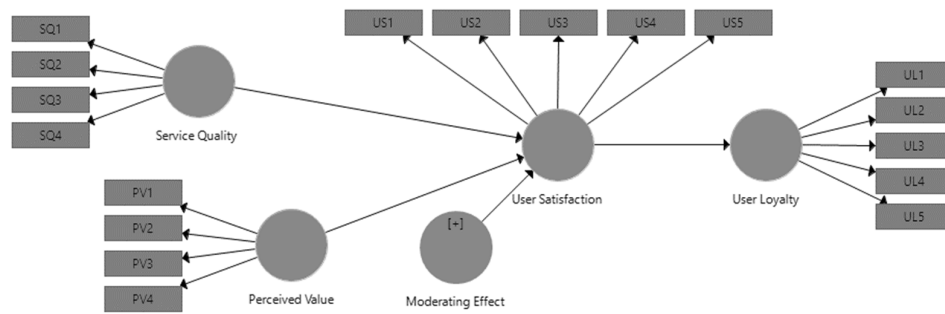 SQ1
SQ2
SQ3
SQ4
Service Quality
US1
US2
US3
US4
US5
User Satisfaction
UL1
UL2
UL3
UL4
UL5
User Loyalty
PV1
PV2
PV3
PV4
Perceived Value
[+]
Moderating Effect